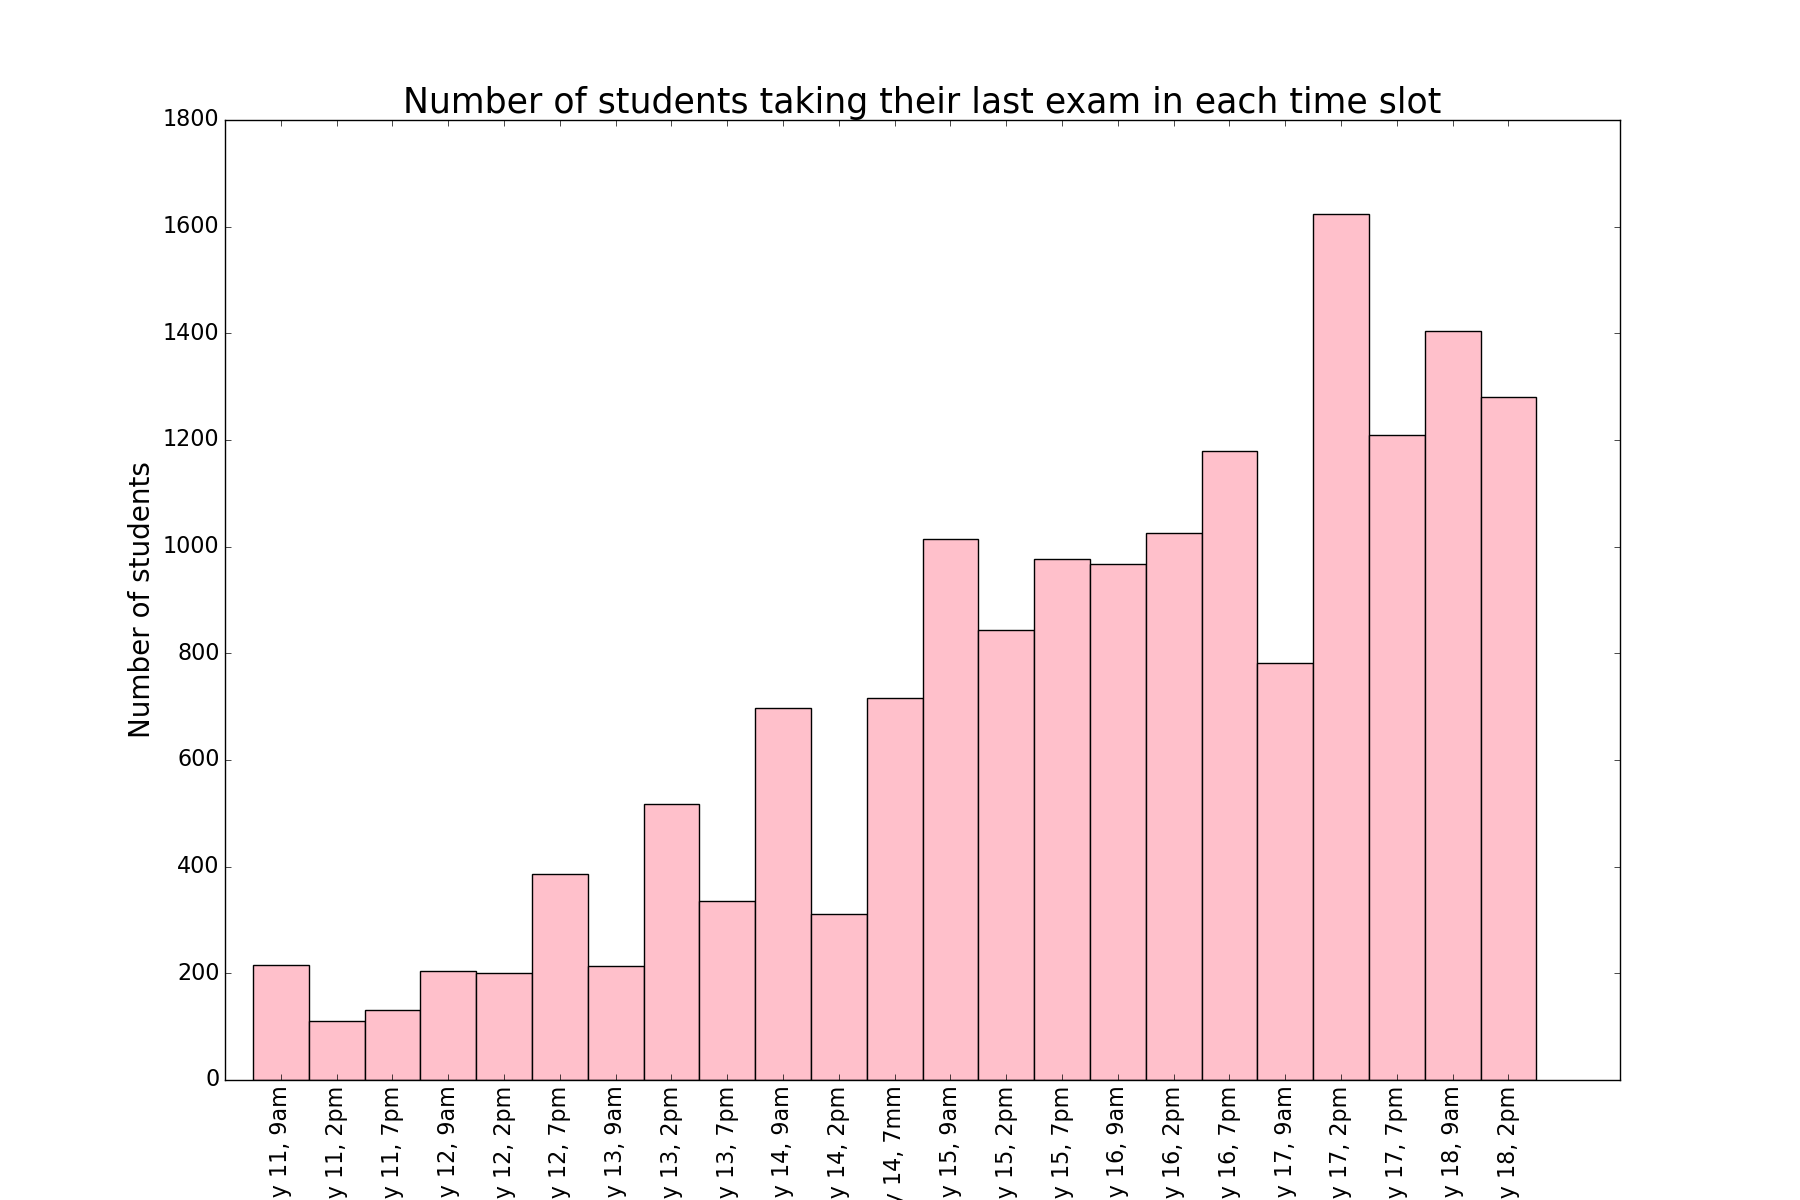 Number of students taking their last exam in each time slot
Number of students
1800
1600
1400
1200
1000
800
600
400
200
0
y 11, 9am
y 11, 2pm
y 11, 7pm
y 12, 9am
y 12, 2pm
y 12, 7pm
y 13, 9am
y 13, 2pm
y 13, 7pm
y 14, 9am
y 14, 2pm
y 14, 7mm
y 15, 9am
y 15, 2pm
y 15, 7pm
y 16, 9am
y 16, 2pm
y 16, 7pm
y 17, 9am
y 17, 2pm
y 17, 7pm
y 18, 9am
y 18, 2pm